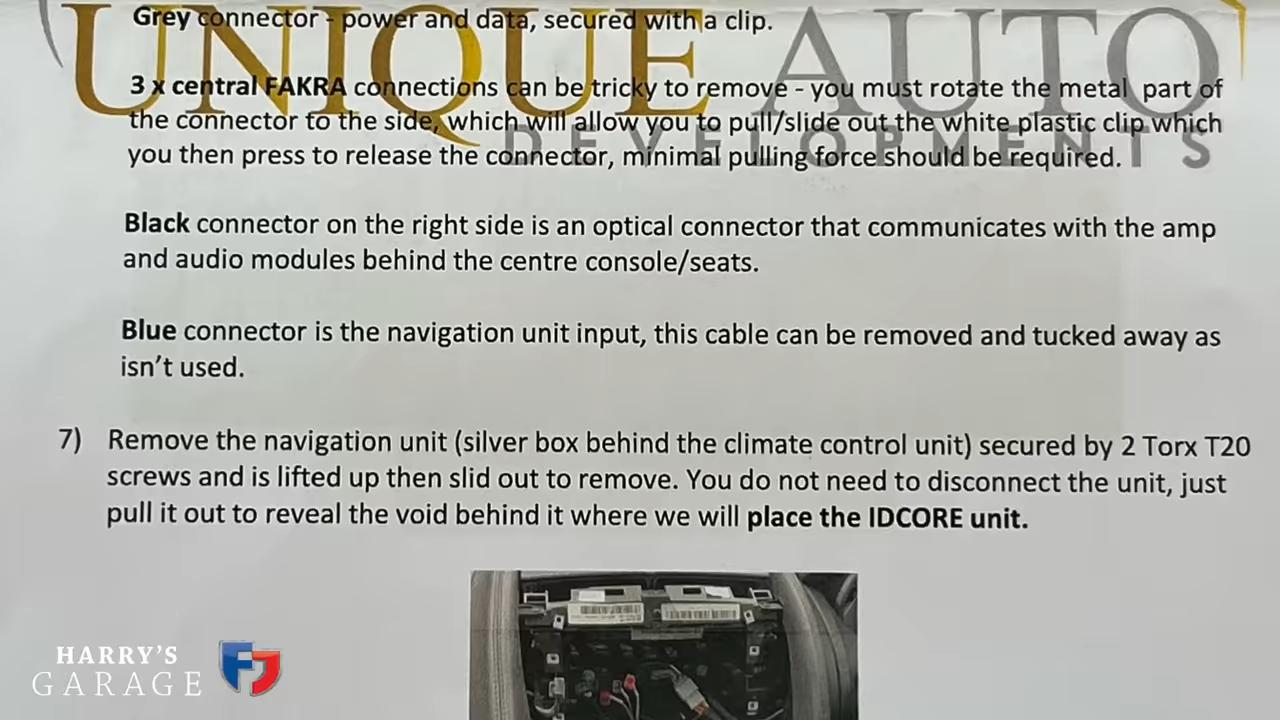 UNIQUE AUTO
DEVELOPMENTS
Grey connector - power and data, secured with a clip.
3 x central FAKRA connections can be tricky to remove - you must rotate the metal part of
the connector to the side, which will allow you to pull/slide out the white plastic clip which
you then press to release the connector, minimal pulling force should be required.
Black connector on the right side is an optical connector that communicates with the amp
and audio modules behind the centre console/seats.
Blue connector is the navigation unit input, this cable can be removed and tucked away as
isn't used.
7) Remove the navigation unit (silver box behind the climate control unit) secured by 2 Torx T20
screws and is lifted up then slid out to remove. You do not need to disconnect the unit, just
pull it out to reveal the void behind it where we will place the IDCORE unit.
HARRY'S
GARAGE